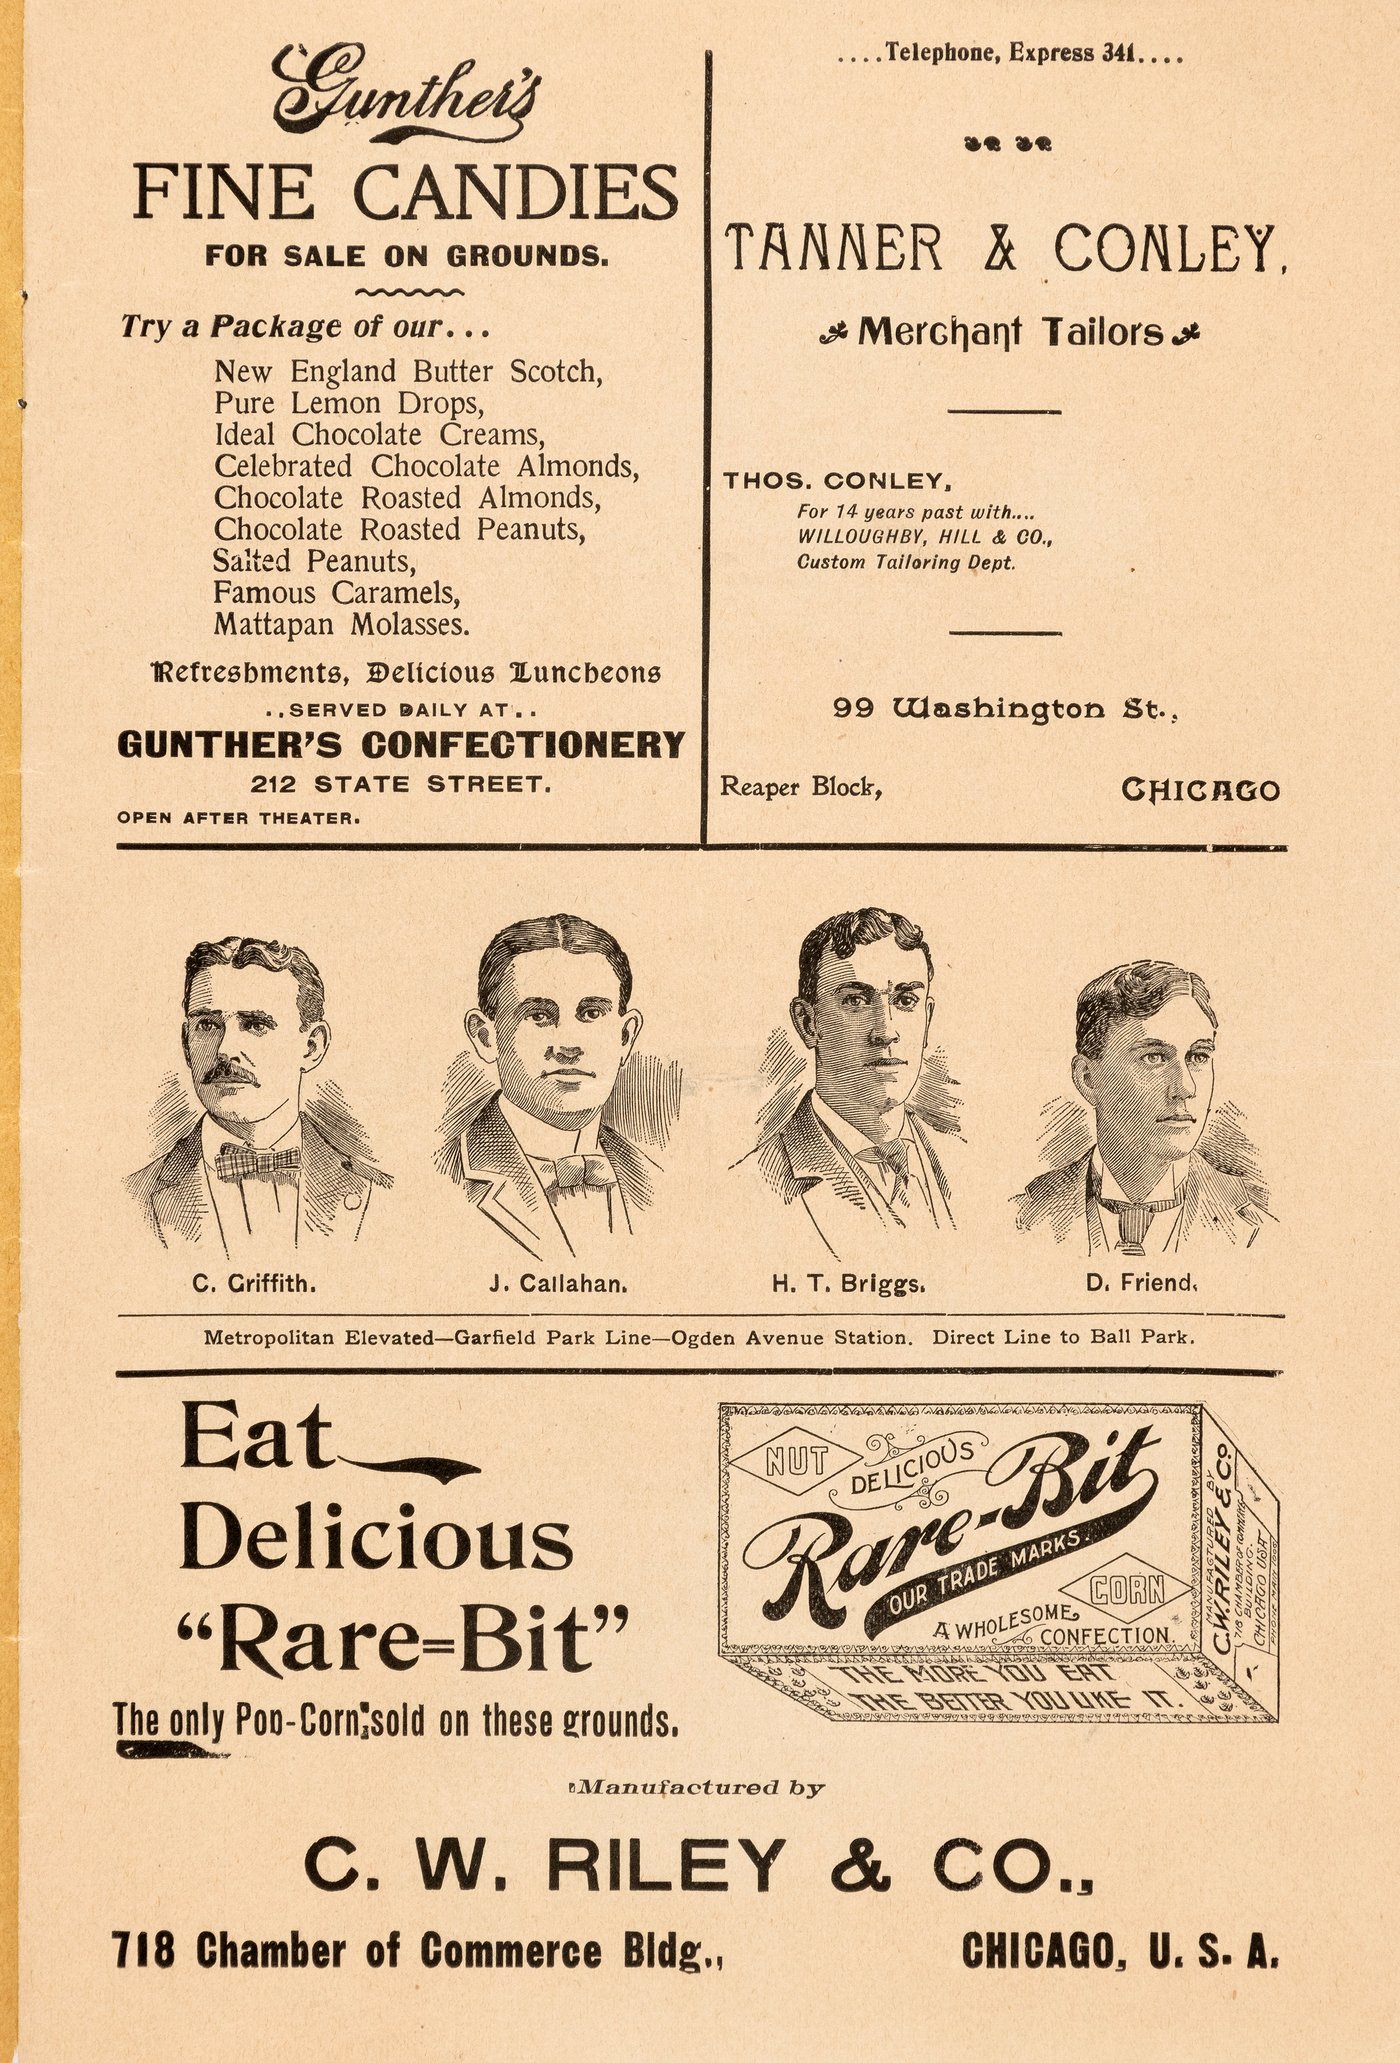 Gunther's
FINE CANDIES
FOR SALE ON GROUNDS.
Try a Package of our...
New England Butter Scotch,
Pure Lemon Drops,
Ideal Chocolate Creams,
Celebrated Chocolate Almonds,
Chocolate Roasted Almonds,
Chocolate Roasted Peanuts,
Salted Peanuts,
Famous Caramels,
Mattapan Molasses.
Refreshments, Delicious Luncheons
..SERVED DAILY AT..
GUNTHER'S CONFECTIONERY
212 STATE STREET.
OPEN AFTER THEATER.
....Telephone, Express 341....
TANNER & CONLEY,
Merchant Tailors
THOS. CONLEY,
For 14 years past with....
WILLOUGHBY, HILL & CO.,
Custom Tailoring Dept.
99 Washington St.,
Reaper Block, CHICAGO
C. Griffith. J. Callahan. H. T. Briggs. D. Friend.
Metropolitan Elevated—Garfield Park Line—Ogden Avenue Station. Direct Line to Ball Park.
Eat
Delicious
"Rare=Bit"
The only Pop-Corn sold on these grounds.
NUT
DELICIOUS
Rare-Bit
OUR TRADE MARKS.
CORN
A WHOLESOME
CONFECTION.
THE MORE YOU EAT
THE BETTER YOU LIKE IT.
MANUFACTURED BY
C.W. RILEY & CO
718 CHAMBER OF COMMERCE
BUILDING.
CHICAGO USA
Manufactured by
C. W. RILEY & CO.,
718 Chamber of Commerce Bldg., CHICAGO, U. S. A.